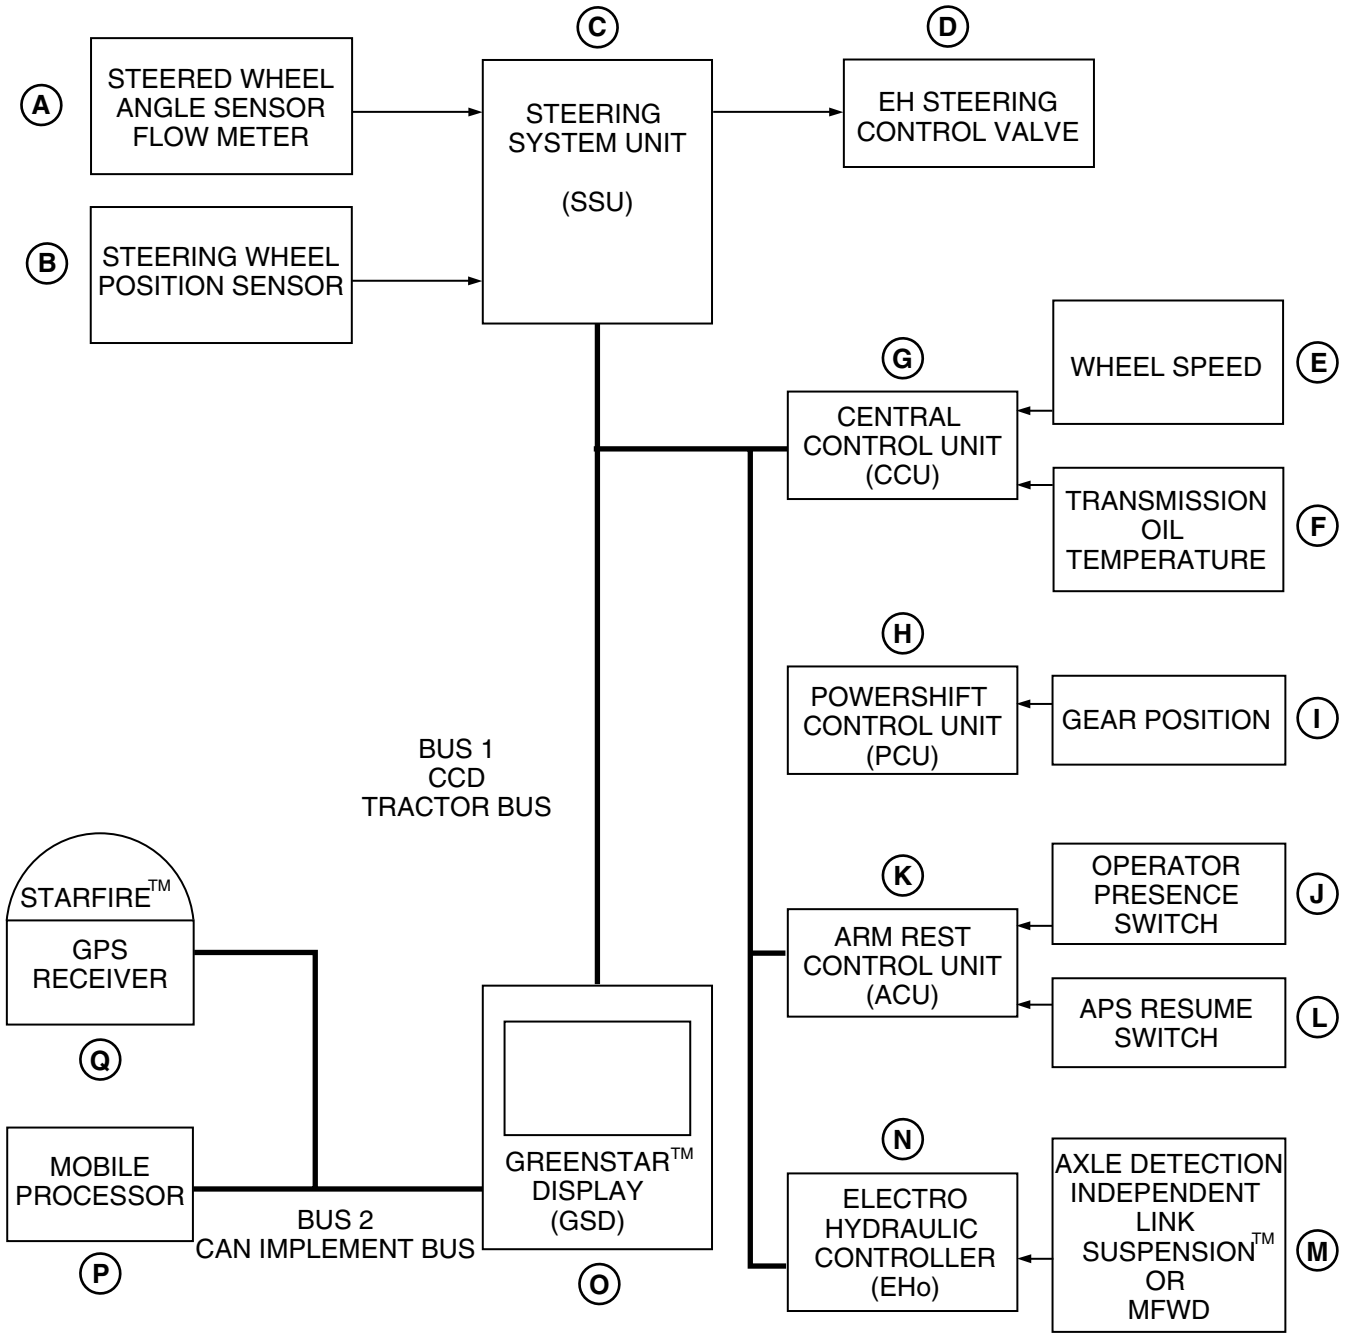 C
D
A
STEERED WHEEL
ANGLE SENSOR
FLOW METER
STEERING
SYSTEM UNIT
(SSU)
EH STEERING
CONTROL VALVE
B
STEERING WHEEL
POSITION SENSOR
G
WHEEL SPEED
E
CENTRAL
CONTROL UNIT
(CCU)
TRANSMISSION
OIL
TEMPERATURE
F
H
POWERSHIFT
CONTROL UNIT
(PCU)
GEAR POSITION
I
BUS 1
CCD
TRACTOR BUS
K
OPERATOR
PRESENCE
SWITCH
J
ARM REST
CONTROL UNIT
(ACU)
APS RESUME
SWITCH
L
STARFIRE™
GPS
RECEIVER
Q
N
MOBILE
PROCESSOR
P
BUS 2
CAN IMPLEMENT BUS
GREENSTAR™
DISPLAY
(GSD)
O
ELECTRO
HYDRAULIC
CONTROLLER
(EHo)
AXLE DETECTION
INDEPENDENT
LINK
SUSPENSION™
OR
MFWD
M